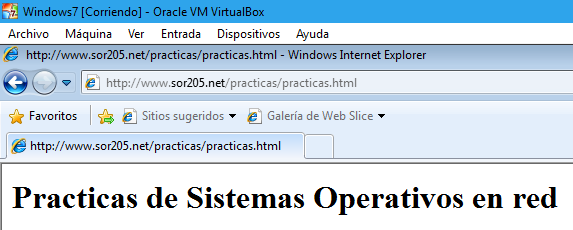 Windows7 [Corriendo] - Oracle VM VirtualBox
Archivo Máquina Ver Entrada Dispositivos Ayuda
http://www.sor205.net/practicas/practicas.html - Windows Internet Explorer
http://www.sor205.net/practicas/practicas.html
Favoritos Sitios sugeridos Galería de Web Slice
http://www.sor205.net/practicas/practicas.html
Practicas de Sistemas Operativos en red